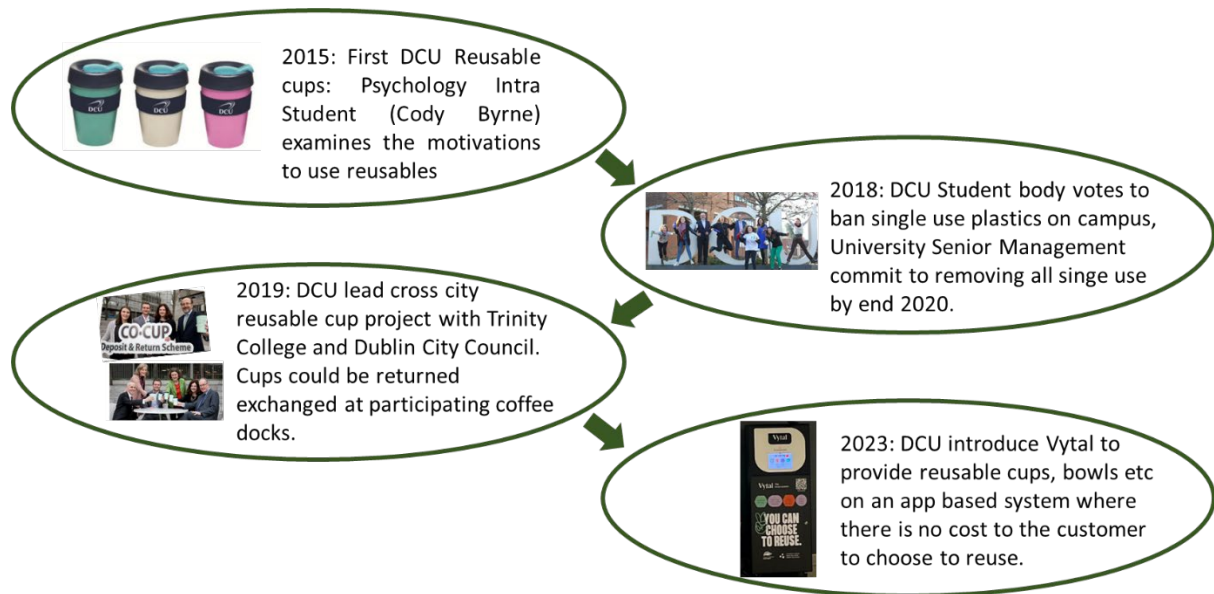 DCU
DCU
DCU
2015: First DCU Reusable
cups: Psychology Intra
Student (Cody Byrne)
examines the motivations
to use reusables
DCU
2018: DCU Student body votes to
ban single use plastics on campus,
University Senior Management
commit to removing all singe use
by end 2020.
CO·CUP
Deposit & Return Scheme
2019: DCU lead cross city
reusable cup project with Trinity
College and Dublin City Council.
Cups could be returned
exchanged at participating coffee
docks.
Vytal
Vytal
YOU CAN
CHOOSE
TO REUSE.
2023: DCU introduce Vytal to
provide reusable cups, bowls etc
on an app based system where
there is no cost to the customer
to choose to reuse.